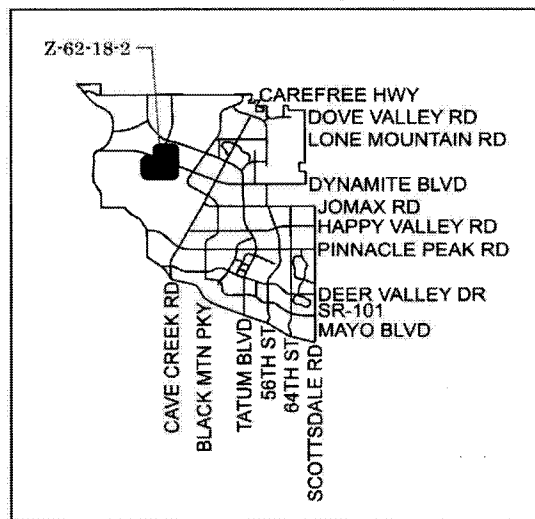 Z-62-18-2
CAREFREE HWY
DOVE VALLEY RD
LONE MOUNTAIN RD
DYNAMITE BLVD
JOMAX RD
HAPPY VALLEY RD
PINNACLE PEAK RD
DEER VALLEY DR
SR-101
MAYO BLVD
CAVE CREEK RD
BLACK MTN PKY
TATUM BLVD
56TH ST
64TH ST
SCOTTSDALE RD